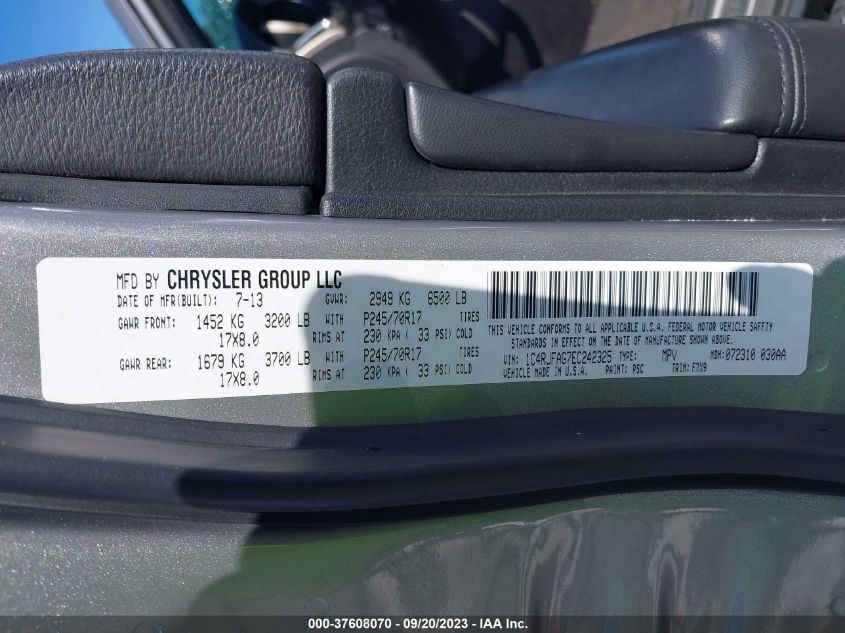 MFD BY CHRYSLER GROUP LLC
DATE OF MFR(BUILT): 7-13 GVWR: 2949 KG 6500 LB
GAWR FRONT: 1452 KG 3200 LB WITH P245/70R17 TIRES
17X8.0 RIMS AT 230 KPA ( 33 PSI) COLD
GAWR REAR: 1679 KG 3700 LB WITH P245/70R17 TIRES
17X8.0 RIMS AT 230 KPA ( 33 PSI) COLD
THIS VEHICLE CONFORMS TO ALL APPLICABLE U.S.A. FEDERAL MOTOR VEHICLE SAFETY
STANDARDS IN EFFECT ON THE DATE OF MANUFACTURE SHOWN ABOVE.
VIN: 1C4RJFAG7EC242325 TYPE: MPV MDH: 072310 030AA
VEHICLE MADE IN U.S.A. PAINT: PSC TRIM: F7X9
000-37608070 - 09/20/2023 - IAA Inc.